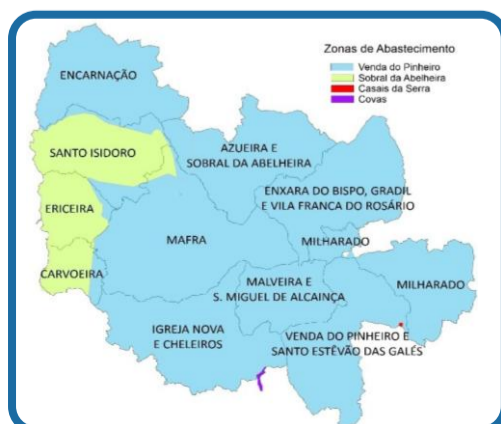 Zonas de Abastecimento
Venda do Pinheiro
Sobral da Abelheira
Casais da Serra
Covas
ENCARNAÇÃO
SANTO ISIDORO
AZUEIRA E
SOBRAL DA ABELHEIRA
ENXARA DO BISPO, GRADIL
E VILA FRANCA DO ROSÁRIO
ERICEIRA
MAFRA
MILHARADO
CARVOEIRA
MALVEIRA E
S. MIGUEL DE ALCAINÇA
MILHARADO
IGREJA NOVA
E CHELEIROS
VENDA DO PINHEIRO E
SANTO ESTÊVÃO DAS GALÉS